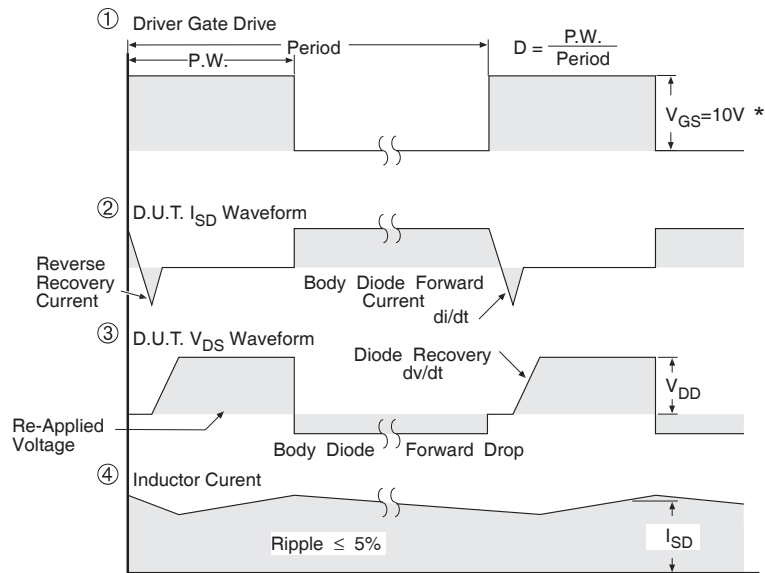 ① Driver Gate Drive
Period
P.W.
D = P.W. / Period
V_GS=10V *
② D.U.T. I_SD Waveform
Reverse
Recovery
Current
Body Diode Forward
Current
di/dt
③ D.U.T. V_DS Waveform
Diode Recovery
dv/dt
V_DD
Re-Applied
Voltage
Body Diode
Forward Drop
④ Inductor Curent
Ripple ≤ 5%
I_SD